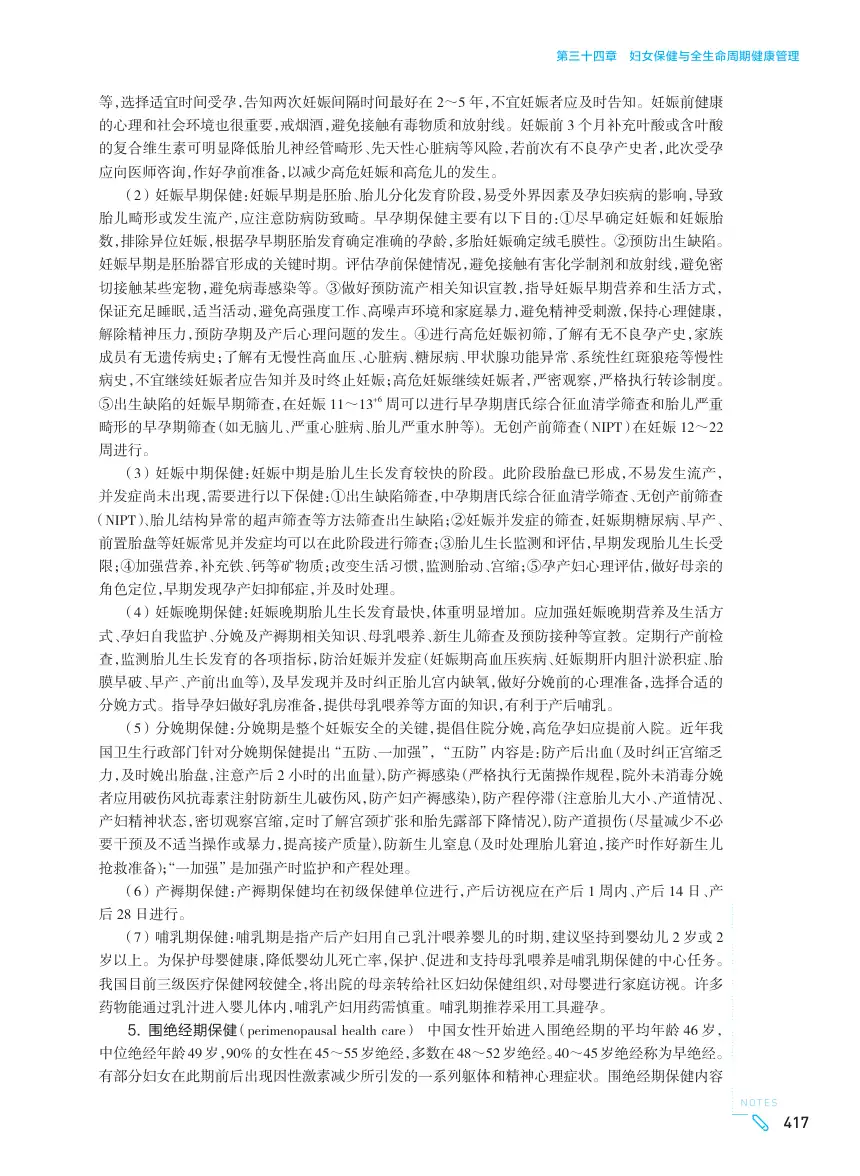 第三十四章　妇女保健与全生命周期健康管理
等，选择适宜时间受孕，告知两次妊娠间隔时间最好在 2～5 年，不宜妊娠者应及时告知。妊娠前健康
的心理和社会环境也很重要，戒烟酒，避免接触有毒物质和放射线。妊娠前 3 个月补充叶酸或含叶酸
的复合维生素可明显降低胎儿神经管畸形、先天性心脏病等风险，若前次有不良孕产史者，此次受孕
应向医师咨询，作好孕前准备，以减少高危妊娠和高危儿的发生。
（2）妊娠早期保健：妊娠早期是胚胎、胎儿分化发育阶段，易受外界因素及孕妇疾病的影响，导致
胎儿畸形或发生流产，应注意防病防致畸。早孕期保健主要有以下目的：①尽早确定妊娠和妊娠胎
数，排除异位妊娠，根据孕早期胚胎发育确定准确的孕龄，多胎妊娠确定绒毛膜性。②预防出生缺陷。
妊娠早期是胚胎器官形成的关键时期。评估孕前保健情况，避免接触有害化学制剂和放射线，避免密
切接触某些宠物，避免病毒感染等。③做好预防流产相关知识宣教，指导妊娠早期营养和生活方式，
保证充足睡眠，适当活动，避免高强度工作、高噪声环境和家庭暴力，避免精神受刺激，保持心理健康，
解除精神压力，预防孕期及产后心理问题的发生。④进行高危妊娠初筛，了解有无不良孕产史，家族
成员有无遗传病史；了解有无慢性高血压、心脏病、糖尿病、甲状腺功能异常、系统性红斑狼疮等慢性
病史，不宜继续妊娠者应告知并及时终止妊娠；高危妊娠继续妊娠者，严密观察，严格执行转诊制度。
⑤出生缺陷的妊娠早期筛查，在妊娠 11～13⁺⁶ 周可以进行早孕期唐氏综合征血清学筛查和胎儿严重
畸形的早孕期筛查（如无脑儿、严重心脏病、胎儿严重水肿等）。无创产前筛查（NIPT）在妊娠 12～22
周进行。
（3）妊娠中期保健：妊娠中期是胎儿生长发育较快的阶段。此阶段胎盘已形成，不易发生流产，
并发症尚未出现，需要进行以下保健：①出生缺陷筛查，中孕期唐氏综合征血清学筛查、无创产前筛查
（NIPT）、胎儿结构异常的超声筛查等方法筛查出生缺陷；②妊娠并发症的筛查，妊娠期糖尿病、早产、
前置胎盘等妊娠常见并发症均可以在此阶段进行筛查；③胎儿生长监测和评估，早期发现胎儿生长受
限；④加强营养，补充铁、钙等矿物质；改变生活习惯，监测胎动、宫缩；⑤孕产妇心理评估，做好母亲的
角色定位，早期发现孕产妇抑郁症，并及时处理。
（4）妊娠晚期保健：妊娠晚期胎儿生长发育最快，体重明显增加。应加强妊娠晚期营养及生活方
式、孕妇自我监护、分娩及产褥期相关知识、母乳喂养、新生儿筛查及预防接种等宣教。定期行产前检
查，监测胎儿生长发育的各项指标，防治妊娠并发症（妊娠期高血压疾病、妊娠期肝内胆汁淤积症、胎
膜早破、早产、产前出血等），及早发现并及时纠正胎儿宫内缺氧，做好分娩前的心理准备，选择合适的
分娩方式。指导孕妇做好乳房准备，提供母乳喂养等方面的知识，有利于产后哺乳。
（5）分娩期保健：分娩期是整个妊娠安全的关键，提倡住院分娩，高危孕妇应提前入院。近年我
国卫生行政部门针对分娩期保健提出“五防、一加强”，“五防”内容是：防产后出血（及时纠正宫缩乏
力，及时娩出胎盘，注意产后 2 小时的出血量），防产褥感染（严格执行无菌操作规程，院外未消毒分娩
者应用破伤风抗毒素注射防新生儿破伤风，防产妇产褥感染），防产程停滞（注意胎儿大小、产道情况、
产妇精神状态，密切观察宫缩，定时了解宫颈扩张和胎先露部下降情况），防产道损伤（尽量减少不必
要干预及不适当操作或暴力，提高接产质量），防新生儿窒息（及时处理胎儿窘迫，接产时作好新生儿
抢救准备）；“一加强”是加强产时监护和产程处理。
（6）产褥期保健：产褥期保健均在初级保健单位进行，产后访视应在产后 1 周内、产后 14 日、产
后 28 日进行。
（7）哺乳期保健：哺乳期是指产后产妇用自己乳汁喂养婴儿的时期，建议坚持到婴幼儿 2 岁或 2
岁以上。为保护母婴健康，降低婴幼儿死亡率，保护、促进和支持母乳喂养是哺乳期保健的中心任务。
我国目前三级医疗保健网较健全，将出院的母亲转给社区妇幼保健组织，对母婴进行家庭访视。许多
药物能通过乳汁进入婴儿体内，哺乳产妇用药需慎重。哺乳期推荐采用工具避孕。
5. 围绝经期保健（perimenopausal health care）　中国女性开始进入围绝经期的平均年龄 46 岁，
中位绝经年龄 49 岁，90% 的女性在 45～55 岁绝经，多数在 48～52 岁绝经。40～45 岁绝经称为早绝经。
有部分妇女在此期前后出现因性激素减少所引发的一系列躯体和精神心理症状。围绝经期保健内容
NOTES
417